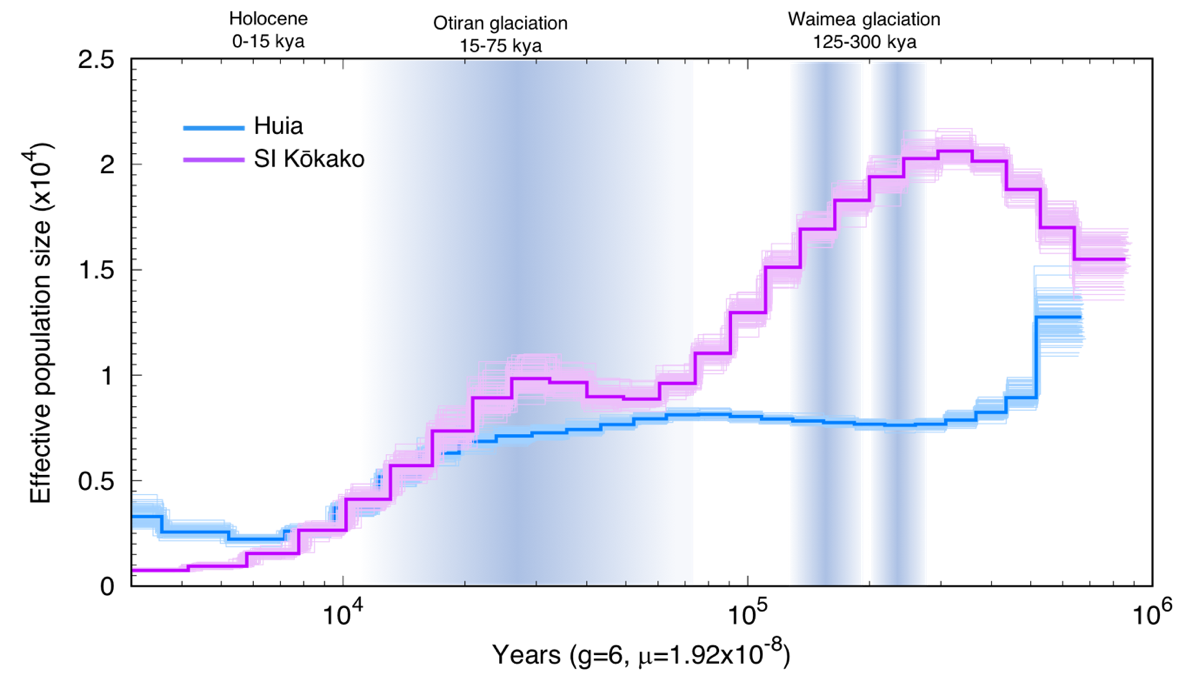 Holocene
0-15 kya
Otiran glaciation
15-75 kya
Waimea glaciation
125-300 kya
2.5
2
1.5
1
0.5
0
Effective population size (x10⁴)
Huia
SI Kōkako
10⁴
10⁵
10⁶
Years (g=6, μ=1.92x10⁻⁸)